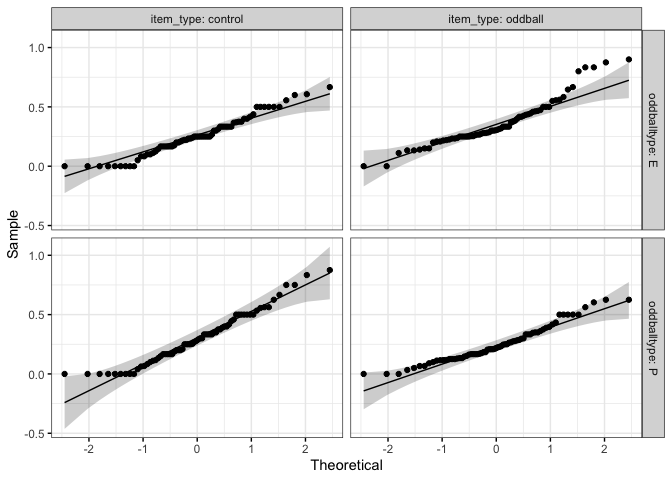 item_type: control
item_type: oddball
1.0
0.5
0.0
-0.5
oddballtype: E
Sample
1.0
0.5
0.0
-0.5
oddballtype: P
-2 -1 0 1 2
-2 -1 0 1 2
Theoretical